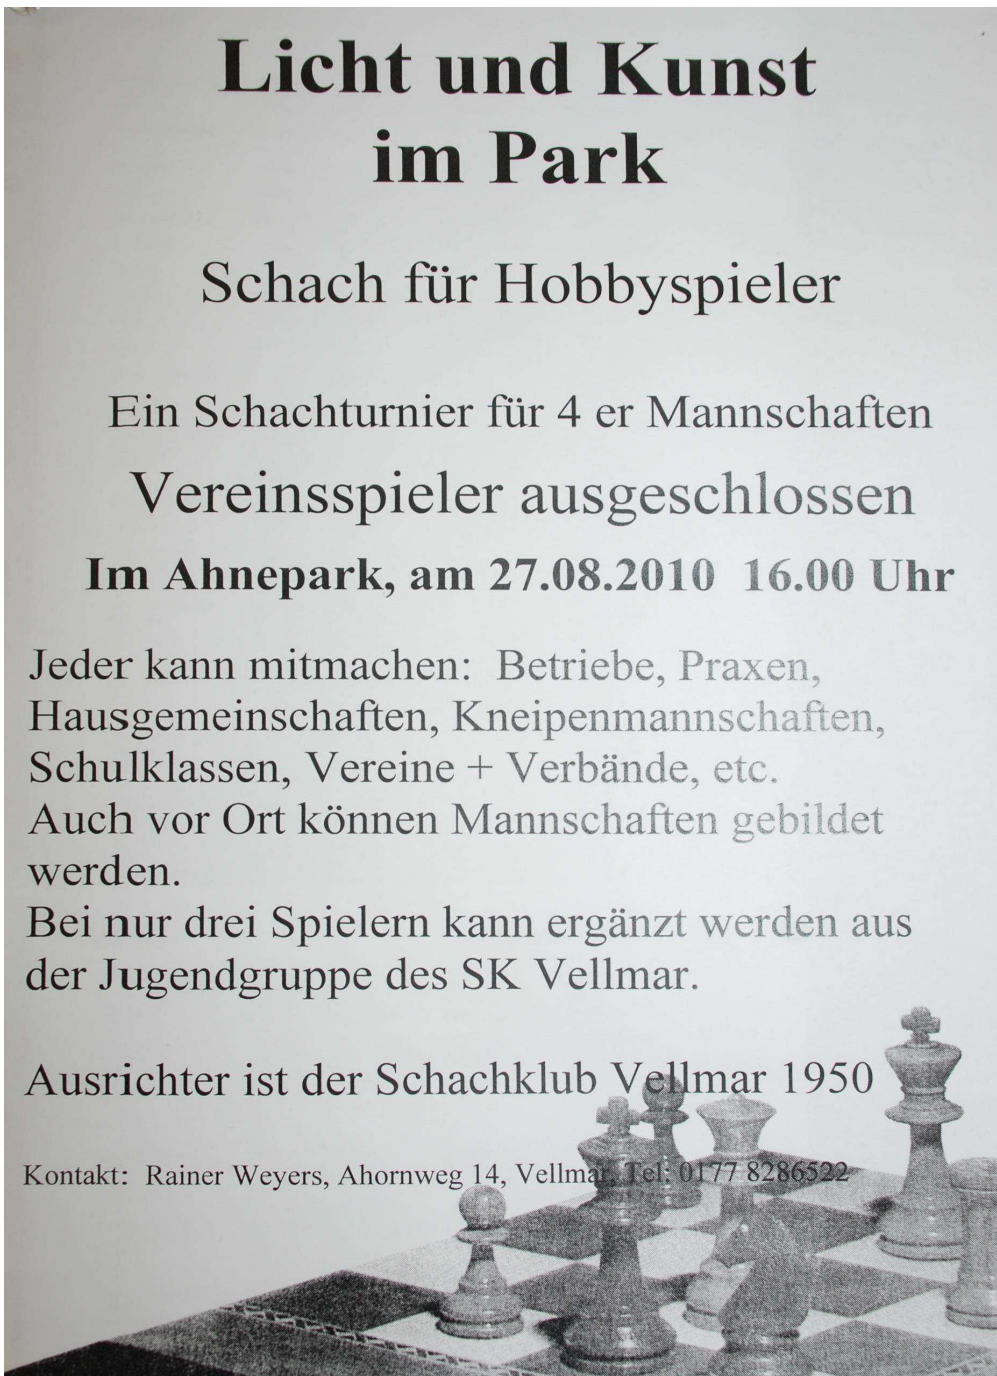 Licht und Kunst
im Park
Schach für Hobbyspieler
Ein Schachturnier für 4 er Mannschaften
Vereinsspieler ausgeschlossen
Im Ahnepark, am 27.08.2010 16.00 Uhr
Jeder kann mitmachen: Betriebe, Praxen,
Hausgemeinschaften, Kneipenmannschaften,
Schulklassen, Vereine + Verbände, etc.
Auch vor Ort können Mannschaften gebildet
werden.
Bei nur drei Spielern kann ergänzt werden aus
der Jugendgruppe des SK Vellmar.
Ausrichter ist der Schachklub Vellmar 1950
Kontakt: Rainer Weyers, Ahornweg 14, Vellmar, Tel: 0177 8286522